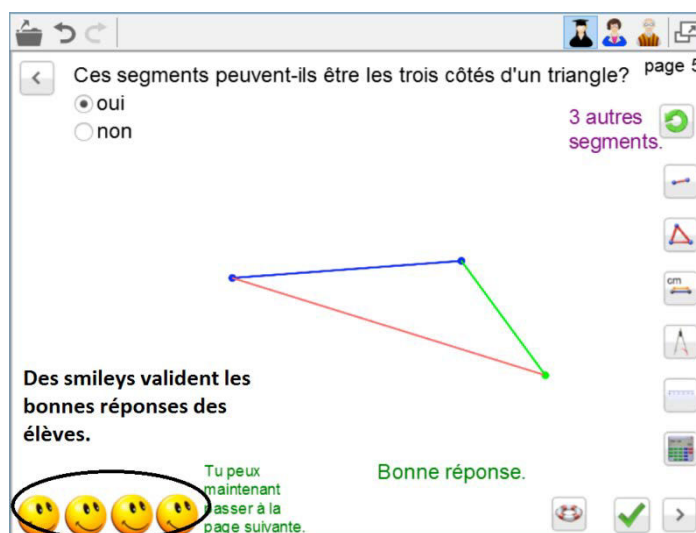 Ces segments peuvent-ils être les trois côtés d'un triangle?
page 5
oui
non
3 autres
segments.
cm
Des smileys valident les
bonnes réponses des
élèves.
Tu peux
maintenant
passer à la
page suivante.
Bonne réponse.